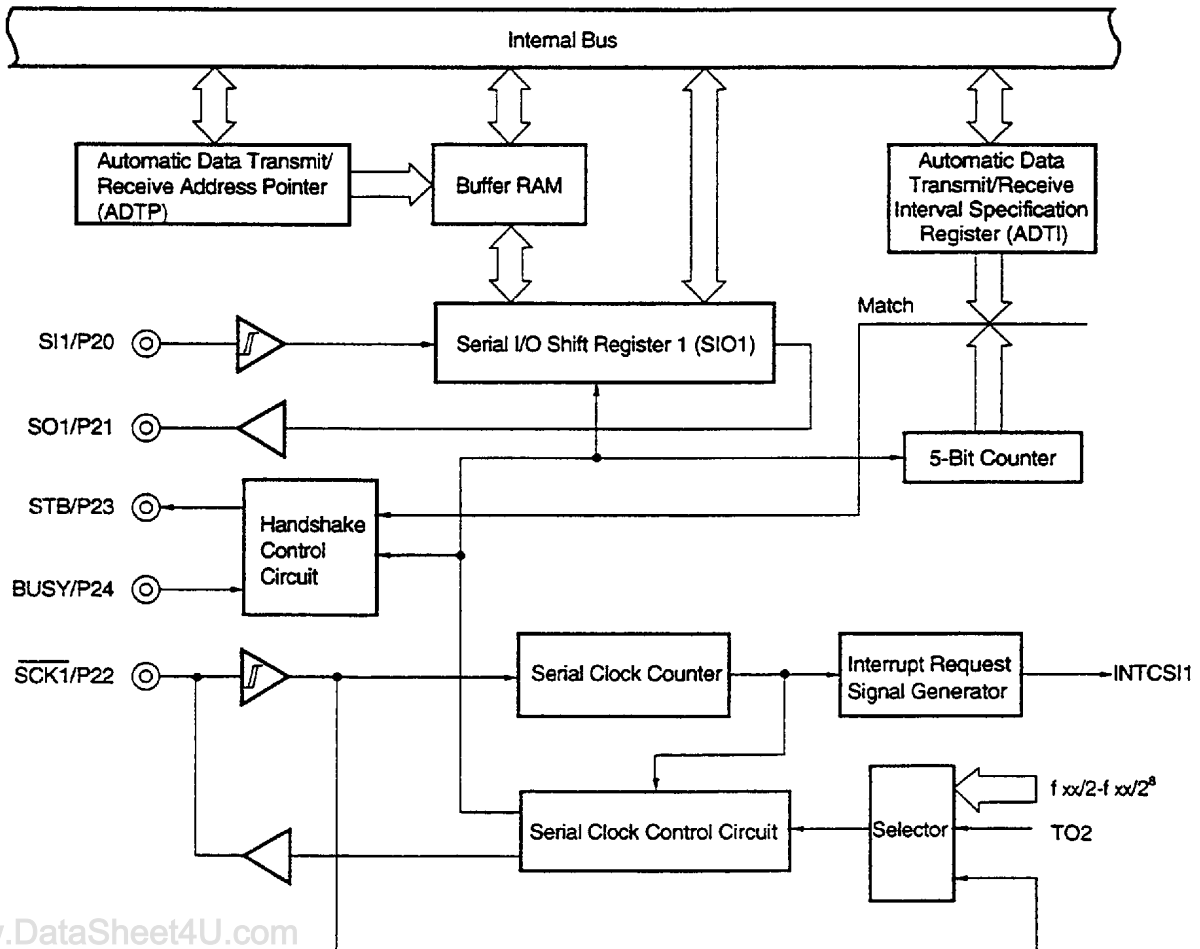 Internal Bus
Automatic Data Transmit/
Receive Address Pointer
(ADTP)
Buffer RAM
Automatic Data
Transmit/Receive
Interval Specification
Register (ADTI)
Match
SI1/P20
Serial I/O Shift Register 1 (SIO1)
SO1/P21
5-Bit Counter
STB/P23
Handshake
Control
Circuit
BUSY/P24
SCK1/P22
Serial Clock Counter
Interrupt Request
Signal Generator
INTCSI1
f xx/2-f xx/2⁸
Serial Clock Control Circuit
Selector
TO2
.DataSheet4U.com